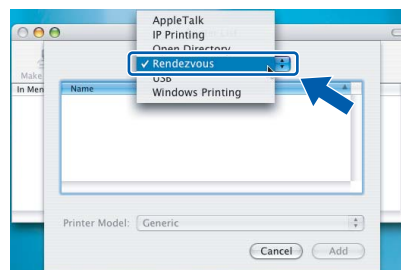 AppleTalk
IP Printing
Open Directory
✓ Rendezvous
USB
Windows Printing
Make
In Men
Name
Printer Model: Generic
Cancel Add